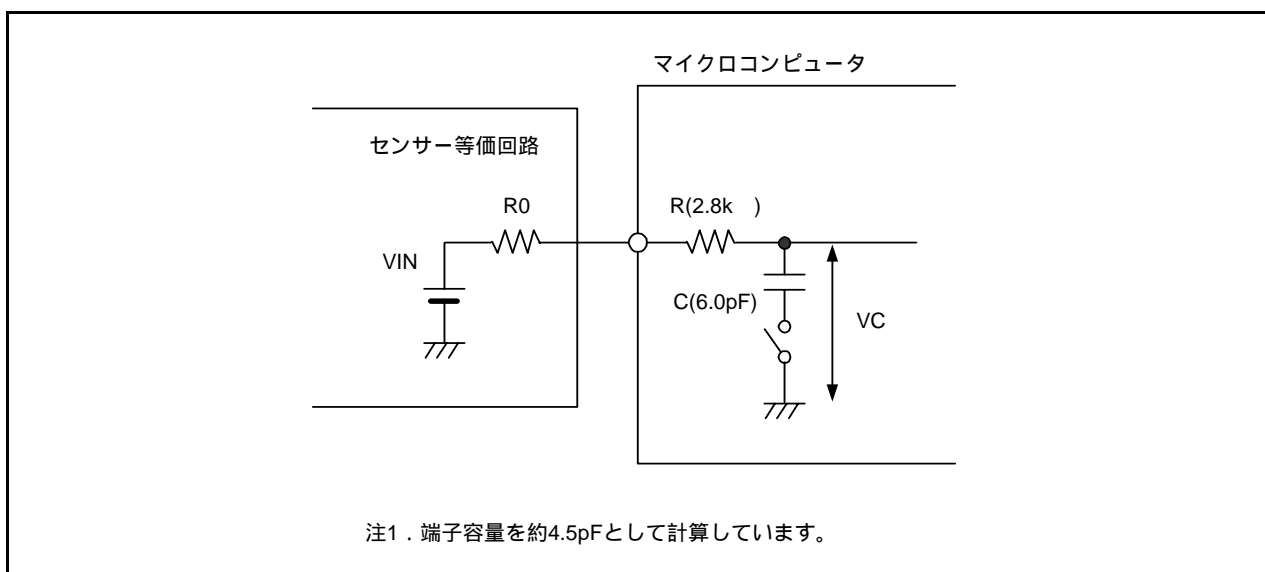 マイクロコンピュータ
センサー等価回路
R0
R(2.8k )
VIN
C(6.0pF)
VC
注1．端子容量を約4.5pFとして計算しています。